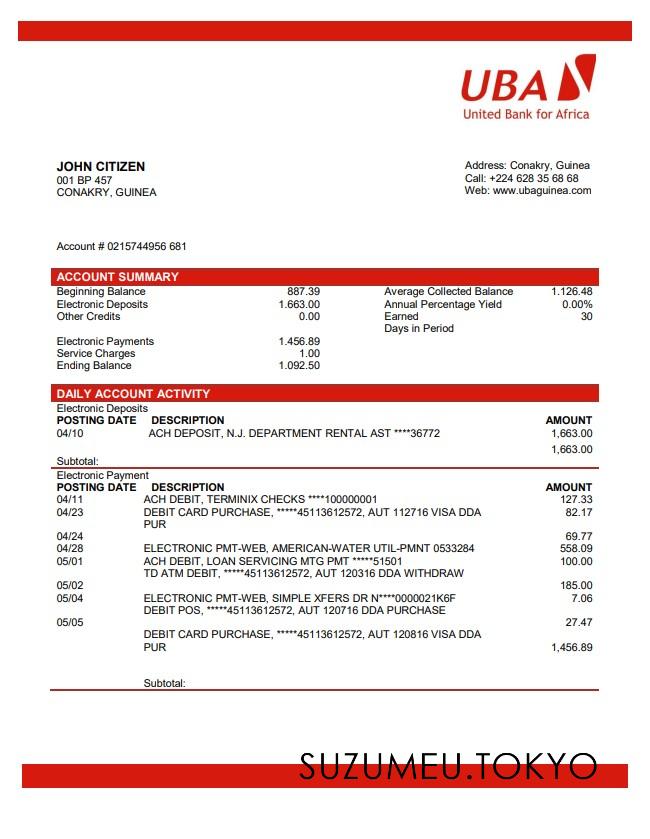 UBA
United Bank for Africa
JOHN CITIZEN
001 BP 457
CONAKRY, GUINEA
Address: Conakry, Guinea
Call: +224 628 35 68 68
Web: www.ubaguinea.com
Account # 0215744956 681
ACCOUNT SUMMARY
Beginning Balance 887.39 Average Collected Balance 1.126.48
Electronic Deposits 1.663.00 Annual Percentage Yield 0.00%
Other Credits 0.00 Earned 30
Days in Period
Electronic Payments 1.456.89
Service Charges 1.00
Ending Balance 1.092.50
DAILY ACCOUNT ACTIVITY
Electronic Deposits
POSTING DATE DESCRIPTION AMOUNT
04/10 ACH DEPOSIT, N.J. DEPARTMENT RENTAL AST ****36772 1,663.00
1,663.00
Subtotal:
Electronic Payment
POSTING DATE DESCRIPTION AMOUNT
04/11 ACH DEBIT, TERMINIX CHECKS ****100000001 127.33
04/23 DEBIT CARD PURCHASE, *****45113612572, AUT 112716 VISA DDA 82.17
PUR
04/24 69.77
04/28 ELECTRONIC PMT-WEB, AMERICAN-WATER UTIL-PMNT 0533284 558.09
05/01 ACH DEBIT, LOAN SERVICING MTG PMT *****51501 100.00
TD ATM DEBIT, *****45113612572, AUT 120316 DDA WITHDRAW
05/02 185.00
05/04 ELECTRONIC PMT-WEB, SIMPLE XFERS DR N****0000021K6F 7.06
DEBIT POS, *****45113612572, AUT 120716 DDA PURCHASE
05/05 27.47
DEBIT CARD PURCHASE, *****45113612572, AUT 120816 VISA DDA
PUR 1,456.89
Subtotal:
SUZUMEU.TOKYO